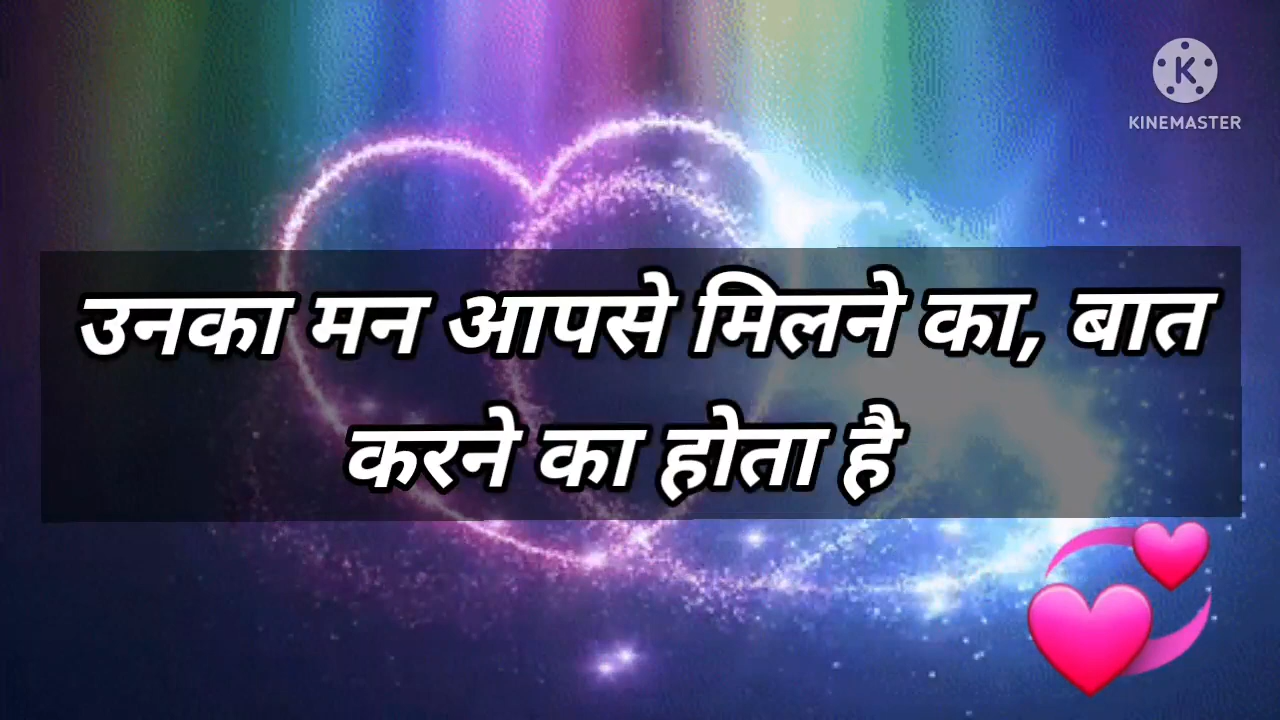 KINEMASTER
उनका मन आपसे मिलने का, बात
करने का होता है